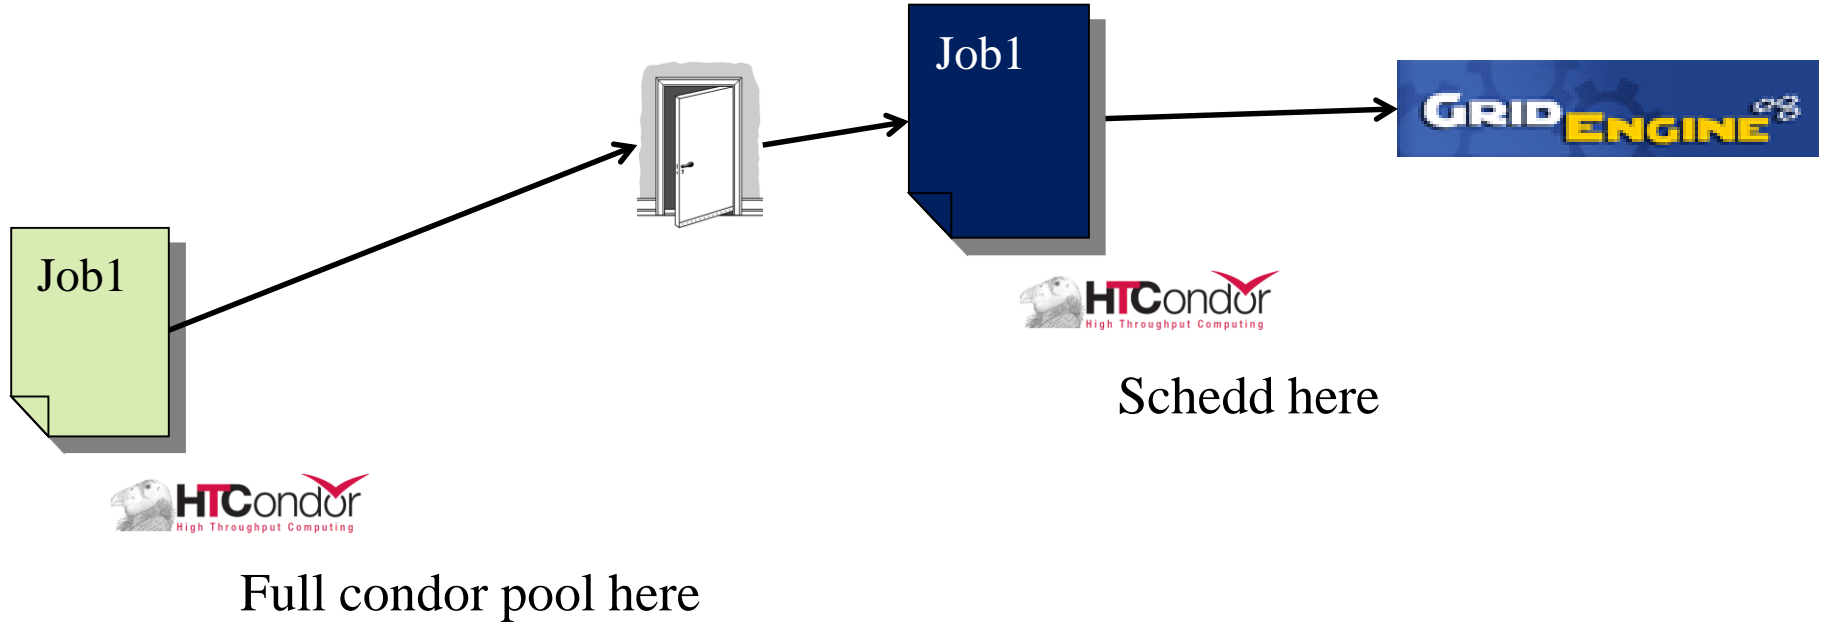 Job1
GRID ENGINE
Job1
HTCondor
High Throughput Computing
Schedd here
HTCondor
High Throughput Computing
Full condor pool here